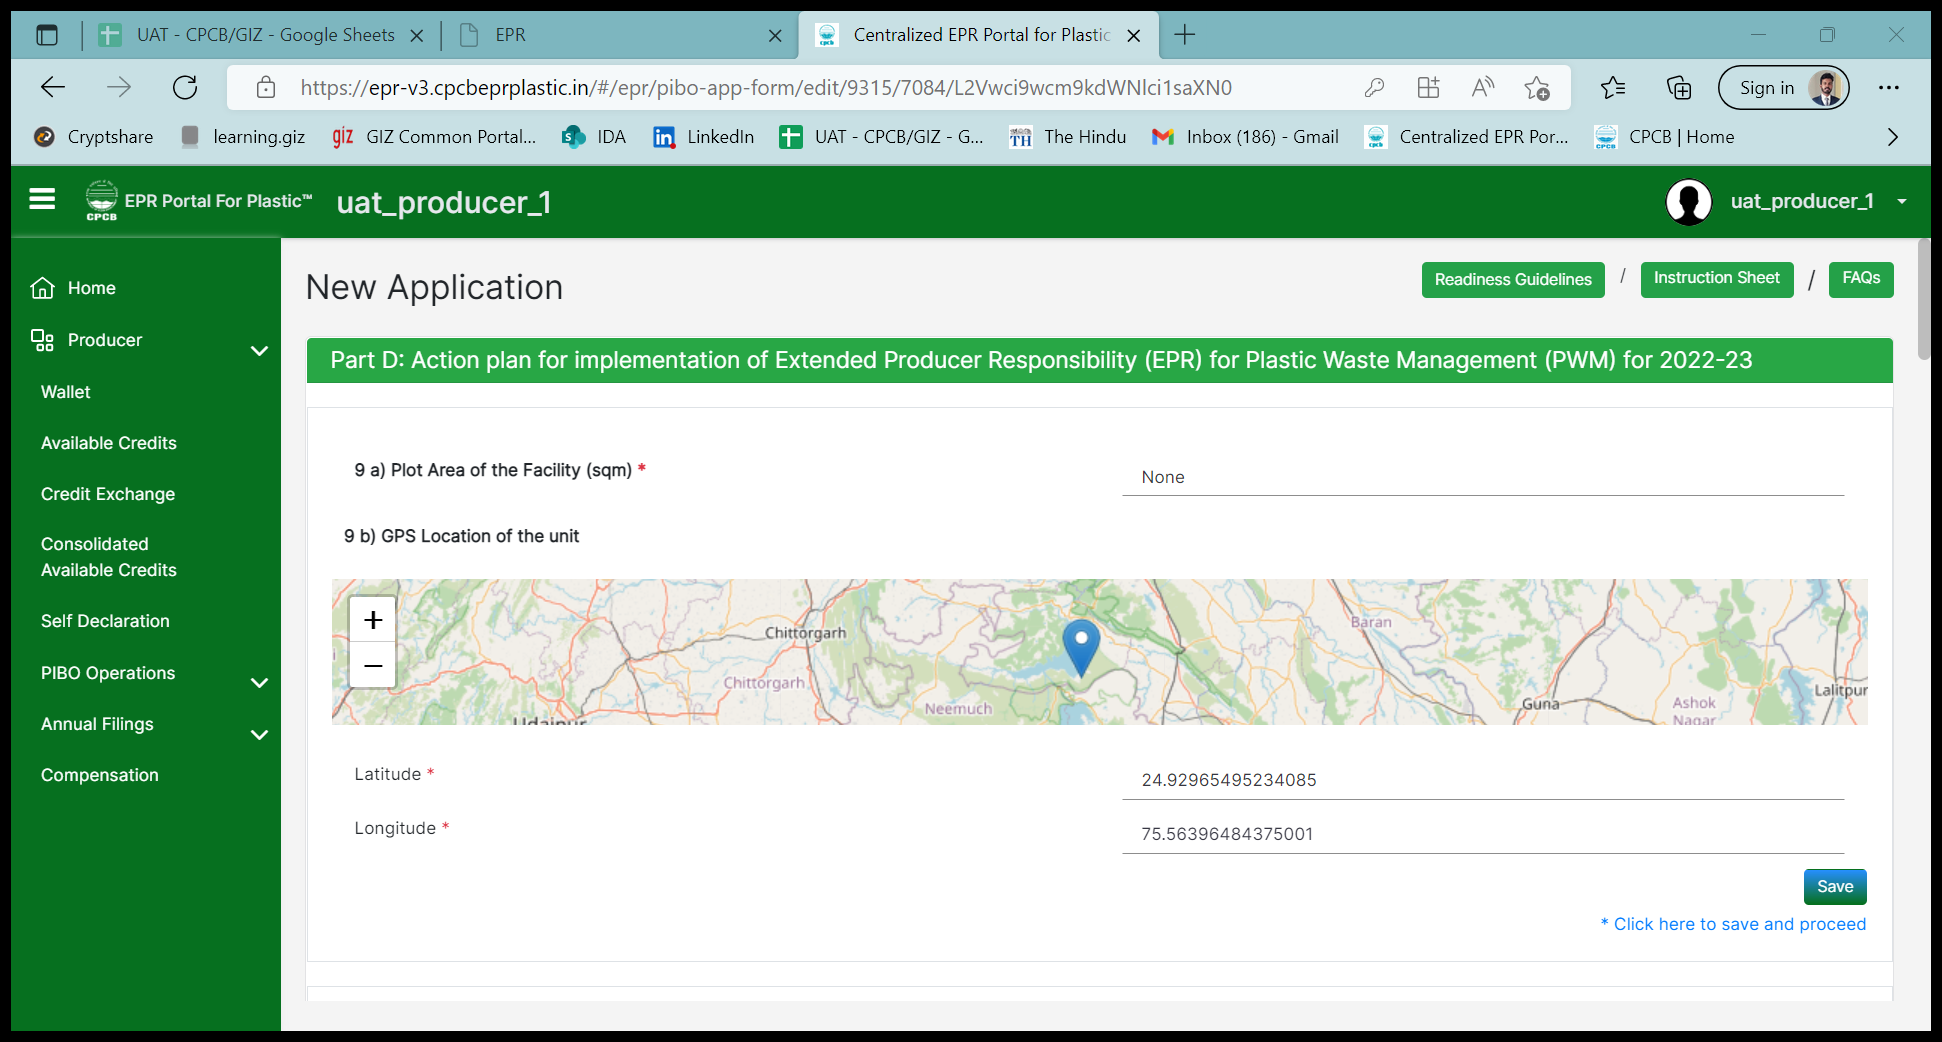 UAT - CPCB/GIZ - Google Sheets
EPR
Centralized EPR Portal for Plastic
https://epr-v3.cpcbeprplastic.in/#/epr/pibo-app-form/edit/9315/7084/L2Vwci9wcm9kdWNlci1saXN0
Sign in
Cryptshare
learning.giz
giz GIZ Common Portal...
IDA
LinkedIn
UAT - CPCB/GIZ - G...
TH The Hindu
Inbox (186) - Gmail
Centralized EPR Por...
CPCB | Home
CPCB EPR Portal For Plastic™
uat_producer_1
uat_producer_1
Home
Producer
Wallet
Available Credits
Credit Exchange
Consolidated
Available Credits
Self Declaration
PIBO Operations
Annual Filings
Compensation
New Application
Readiness Guidelines / Instruction Sheet / FAQs
Part D: Action plan for implementation of Extended Producer Responsibility (EPR) for Plastic Waste Management (PWM) for 2022-23
9 a) Plot Area of the Facility (sqm) *
None
9 b) GPS Location of the unit
+
−
Chittorgarh
Chittorgarh
Neemuch
Udaipur
Baran
Guna
Ashok
Nagar
Lalitpur
Latitude *
24.92965495234085
Longitude *
75.56396484375001
Save
* Click here to save and proceed